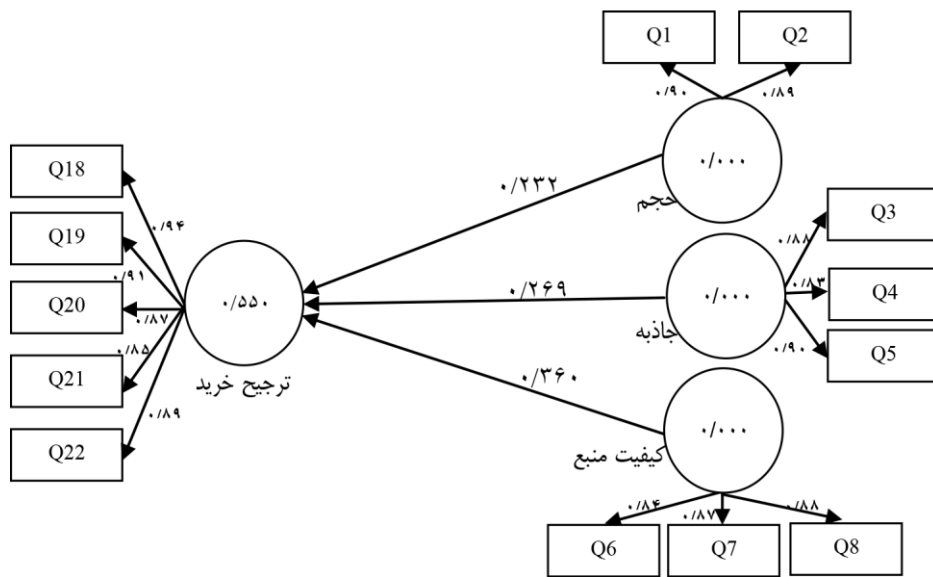 Q1
Q2
۰/۹۰
۰/۸۹
۰/۰۰۰
حجم
Q18
Q19
Q20
Q21
Q22
۰/۹۴
۰/۹۱
۰/۸۷
۰/۸۵
۰/۸۹
۰/۵۵۰
ترجیح خرید
۰/۲۳۲
۰/۲۶۹
۰/۳۶۰
۰/۰۰۰
جاذبه
Q3
Q4
Q5
۰/۸۸
۰/۸۳
۰/۹۰
۰/۰۰۰
کیفیت منبع
۰/۸۴
۰/۸۷
۰/۸۸
Q6
Q7
Q8